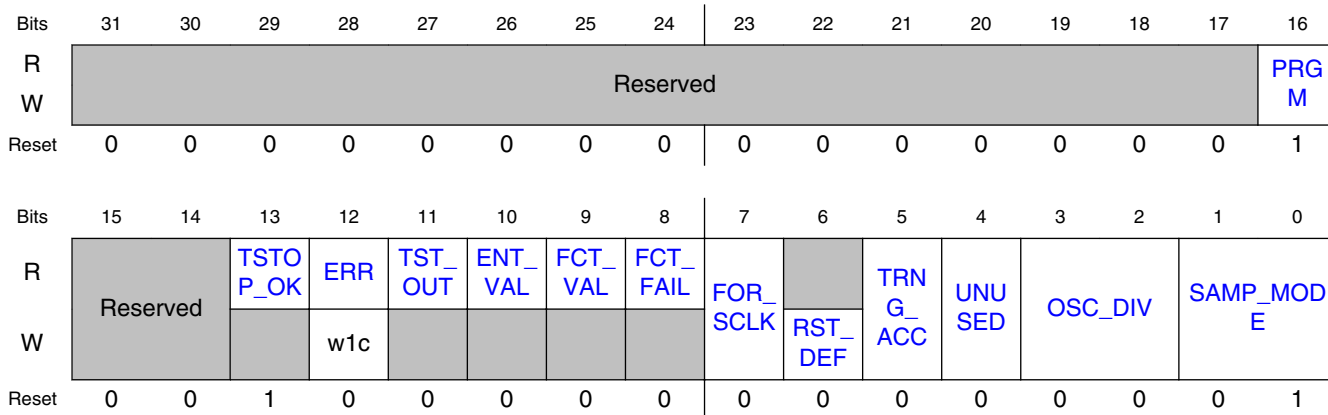 Bits 31 30 29 28 27 26 25 24 23 22 21 20 19 18 17 16
R
W
Reserved
PRG
M
Reset 0 0 0 0 0 0 0 0 0 0 0 0 0 0 0 1
Bits 15 14 13 12 11 10 9 8 7 6 5 4 3 2 1 0
R
W
Reserved
TSTO
P_OK
ERR
w1c
TST_
OUT
ENT_
VAL
FCT_
VAL
FCT_
FAIL
FOR_
SCLK
RST_
DEF
TRN
G_
ACC
UNU
SED
OSC_DIV
SAMP_MOD
E
Reset 0 0 1 0 0 0 0 0 0 0 0 0 0 0 0 1